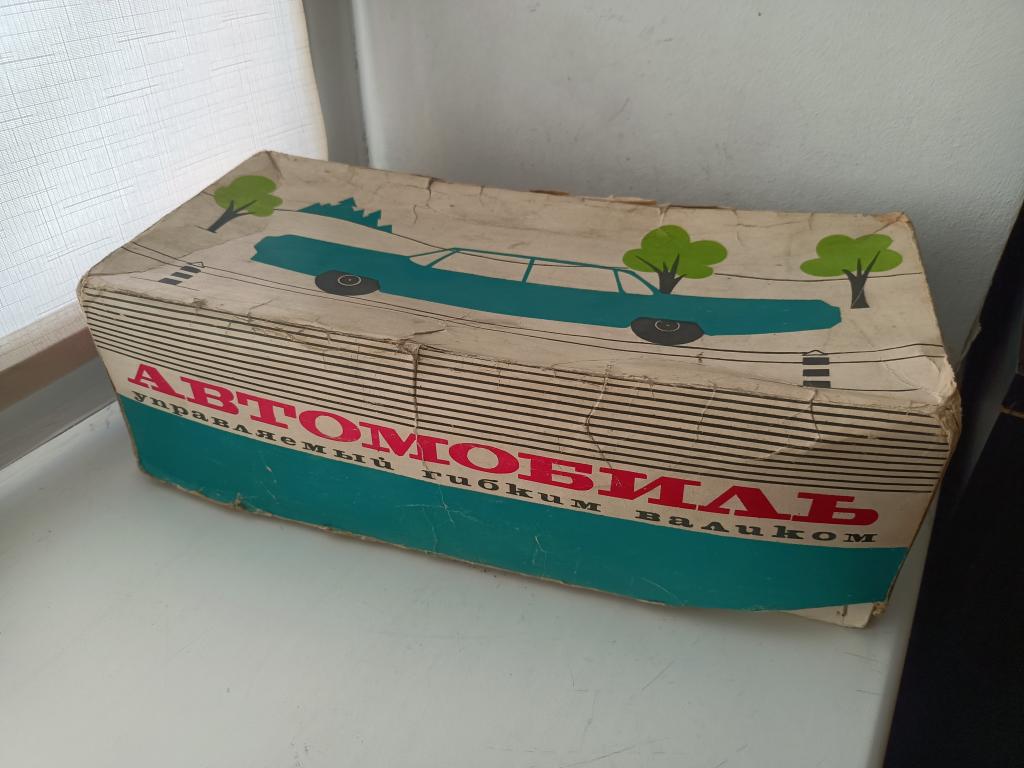 АВТОМОБИЛЬ
управляемый гибким валиком